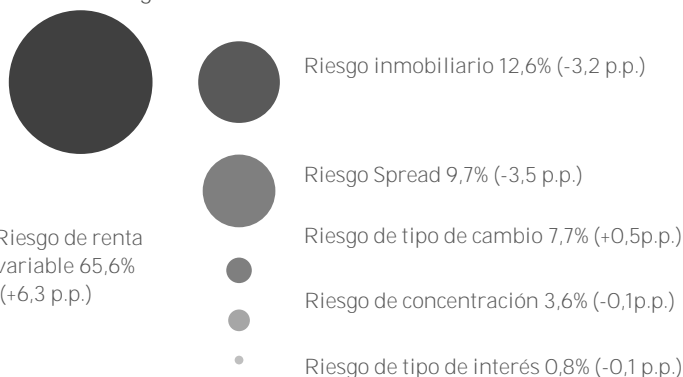 Riesgo inmobiliario 12,6% (-3,2 p.p.)
Riesgo Spread 9,7% (-3,5 p.p.)
Riesgo de renta
variable 65,6%
(+6,3 p.p.)
Riesgo de tipo de cambio 7,7% (+0,5p.p.)
Riesgo de concentración 3,6% (-0,1p.p.)
Riesgo de tipo de interés 0,8% (-0,1 p.p.)